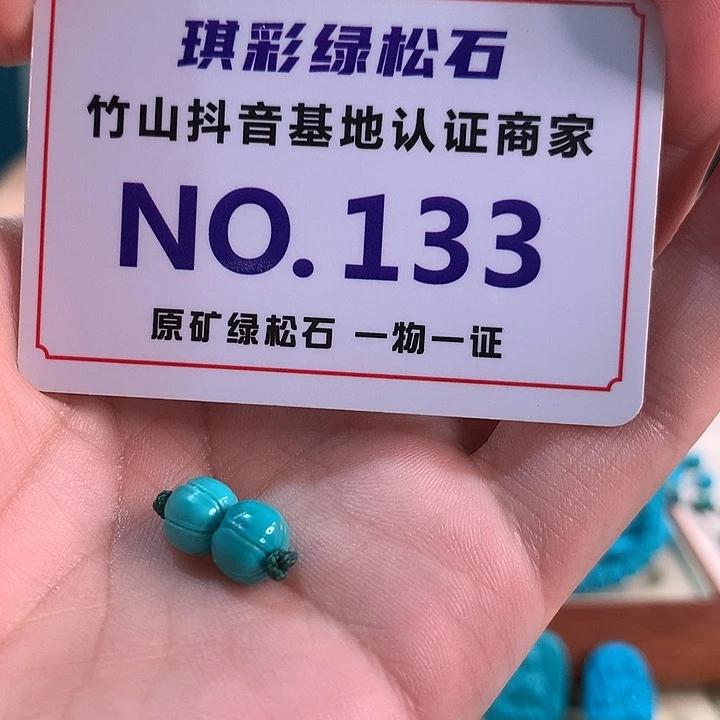 琪彩绿松石
竹山抖音基地认证商家
NO.133
原矿绿松石 一物一证